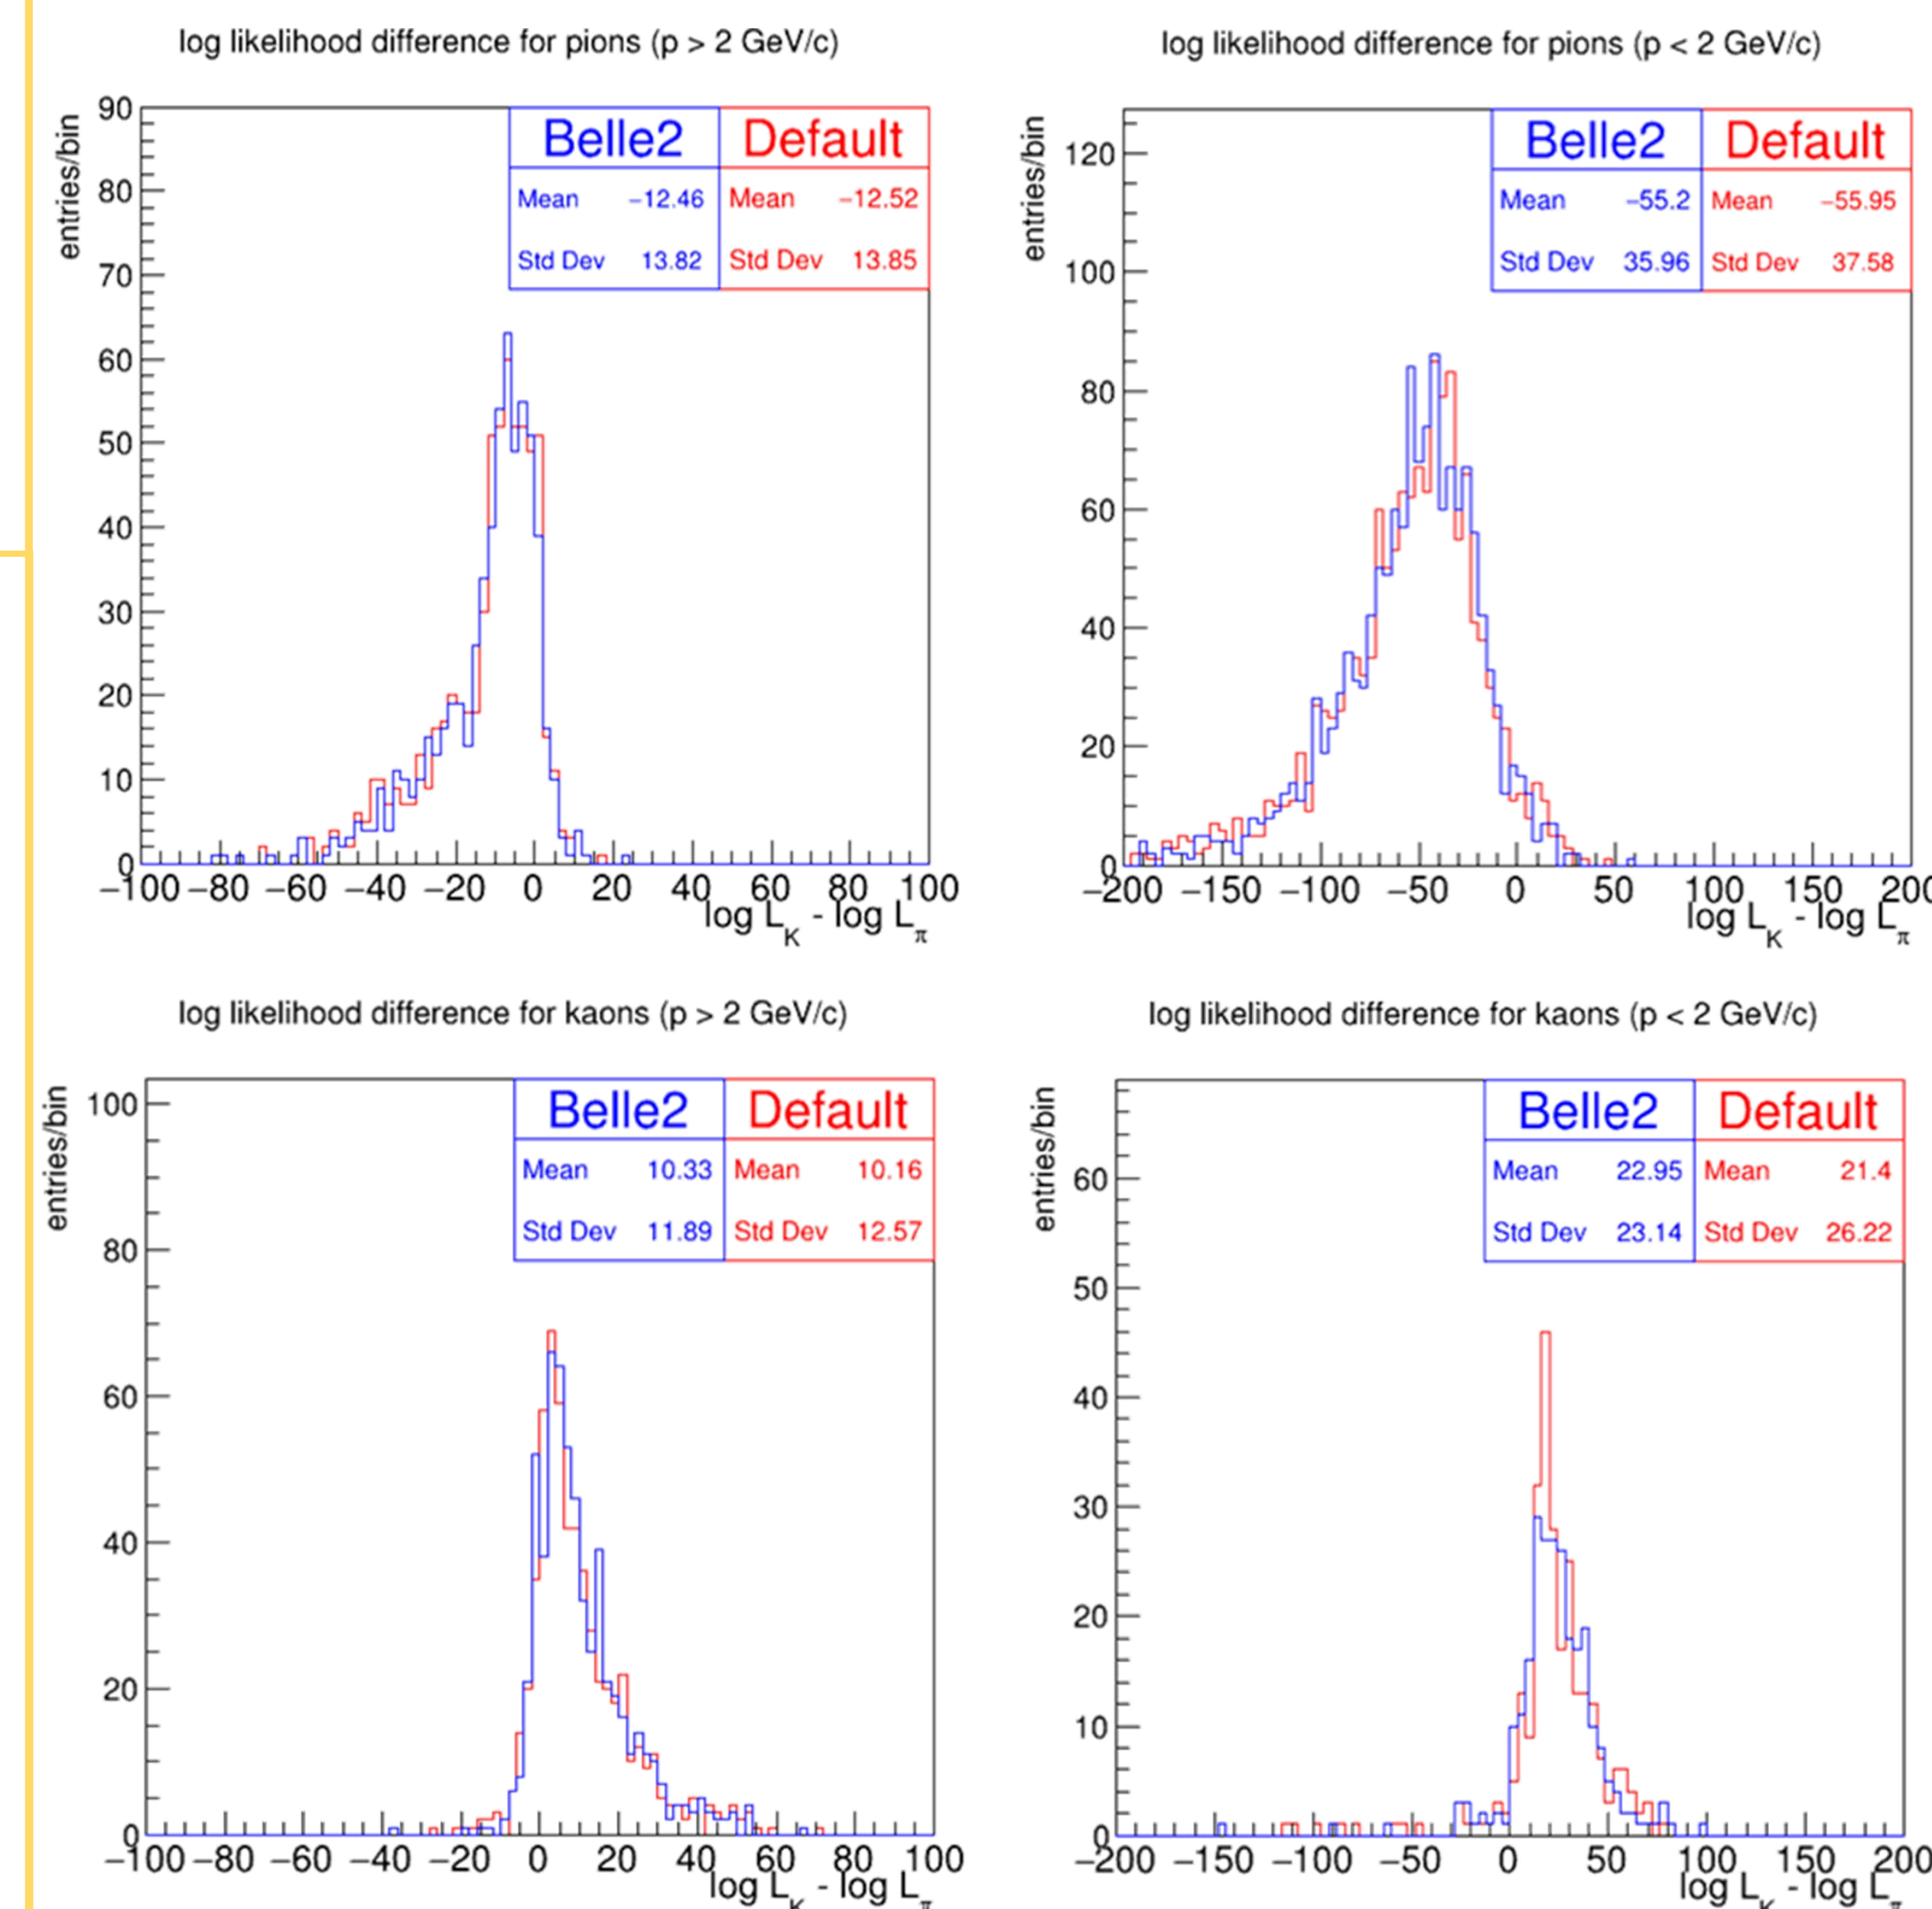 log likelihood difference for pions (p > 2 GeV/c)
entries/bin
Belle2 Default
Mean −12.46 Mean −12.52
Std Dev 13.82 Std Dev 13.85
90
80
70
60
50
40
30
20
10
0
−100 −80 −60 −40 −20 0 20 40 60 80 100
log L_K - log L_π
log likelihood difference for pions (p < 2 GeV/c)
entries/bin
Belle2 Default
Mean −55.2 Mean −55.95
Std Dev 35.96 Std Dev 37.58
120
100
80
60
40
20
0
−200 −150 −100 −50 0 50 100 150 200
log L_K - log L_π
log likelihood difference for kaons (p > 2 GeV/c)
entries/bin
Belle2 Default
Mean 10.33 Mean 10.16
Std Dev 11.89 Std Dev 12.57
100
80
60
40
20
0
−100 −80 −60 −40 −20 0 20 40 60 80 100
log L_K - log L_π
log likelihood difference for kaons (p < 2 GeV/c)
entries/bin
Belle2 Default
Mean 22.95 Mean 21.4
Std Dev 23.14 Std Dev 26.22
60
50
40
30
20
10
0
−200 −150 −100 −50 0 50 100 150 200
log L_K - log L_π